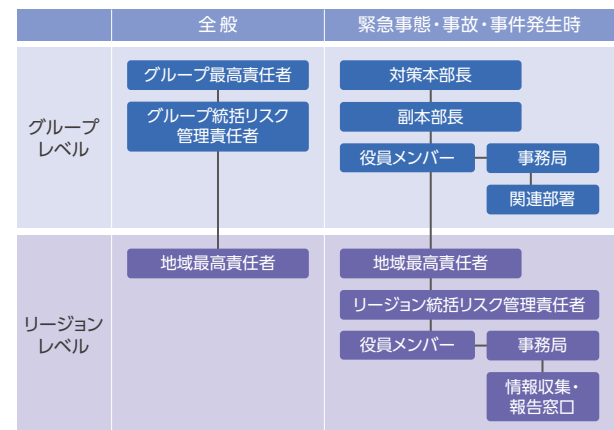 全般
緊急事態・事故・事件発生時
グループ
レベル
グループ最高責任者
グループ統括リスク
管理責任者
対策本部長
副本部長
役員メンバー
事務局
関連部署
リージョン
レベル
地域最高責任者
地域最高責任者
リージョン統括リスク管理責任者
役員メンバー
事務局
情報収集・
報告窓口